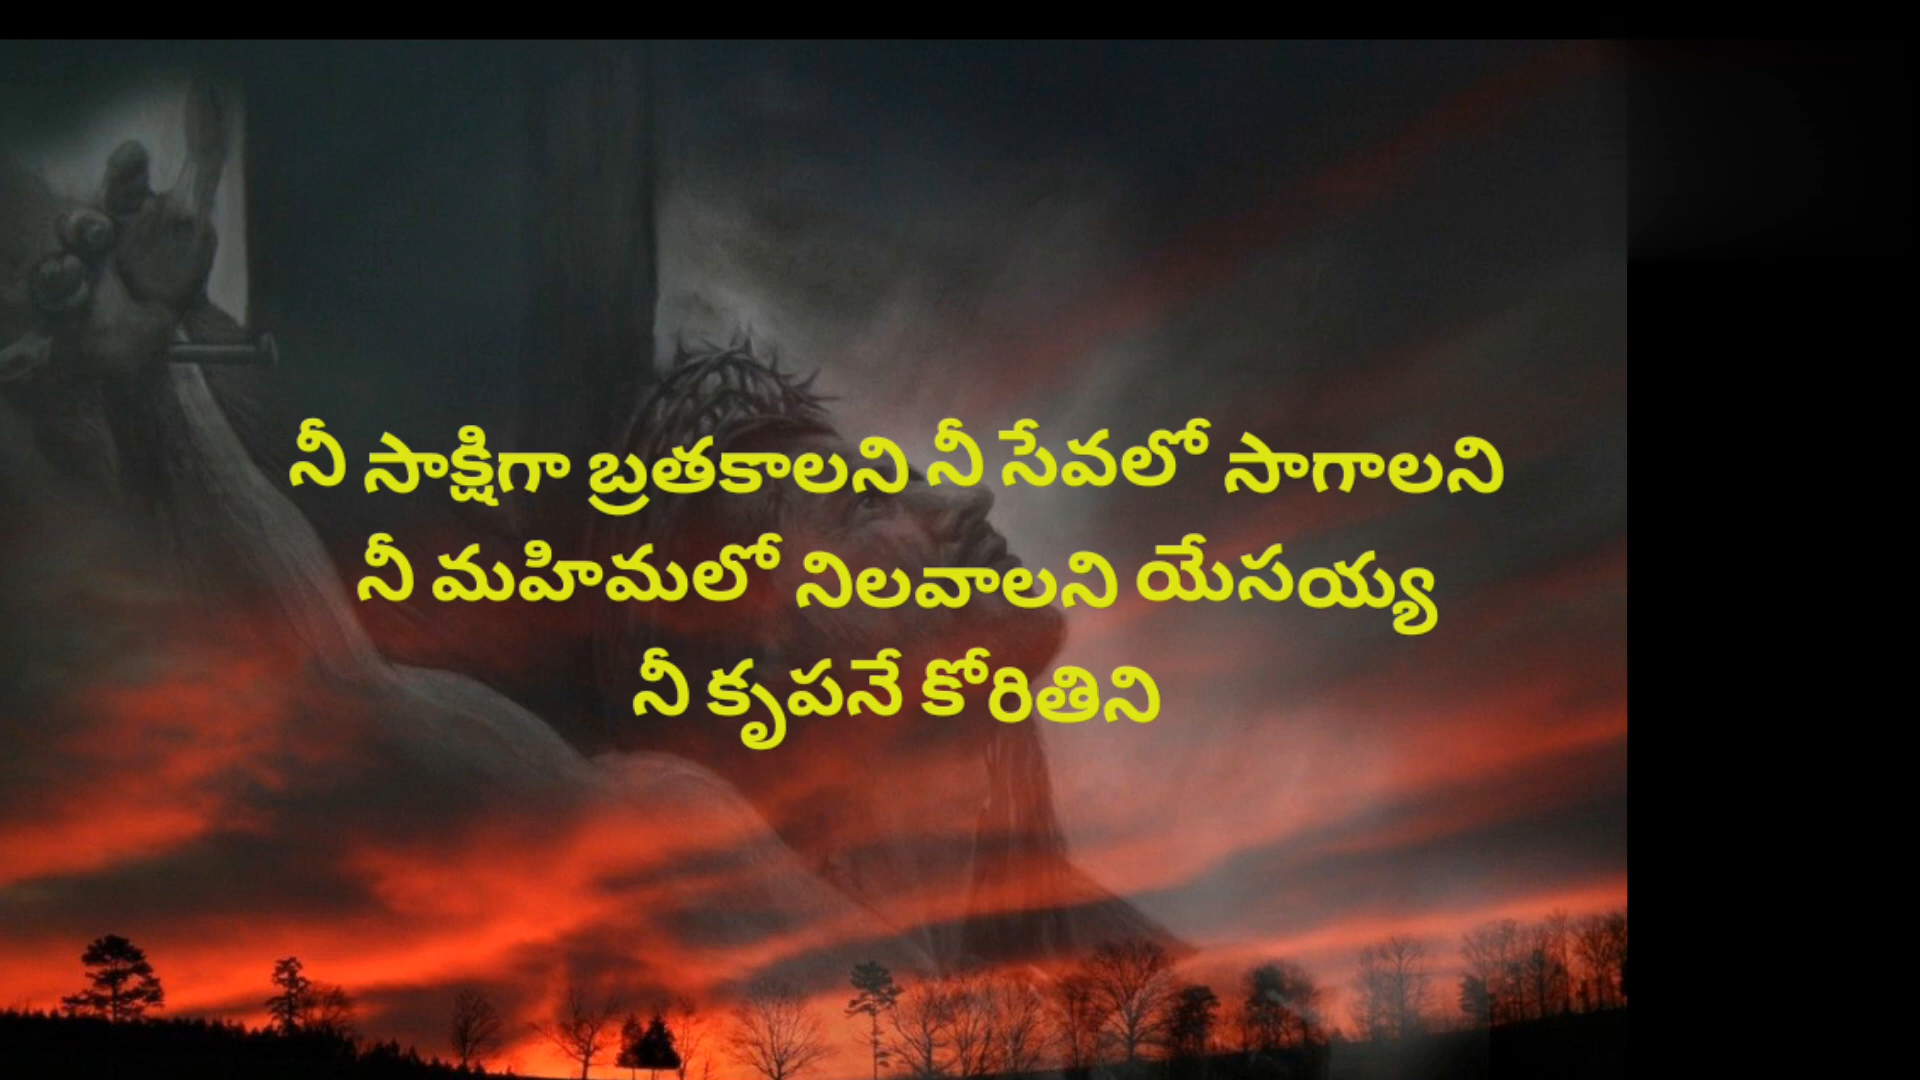 నీ సాక్షిగా బ్రతకాలని నీ సేవలో సాగాలని
నీ మహిమలో నిలవాలని యేసయ్య
నీ కృపనే కోరితిని